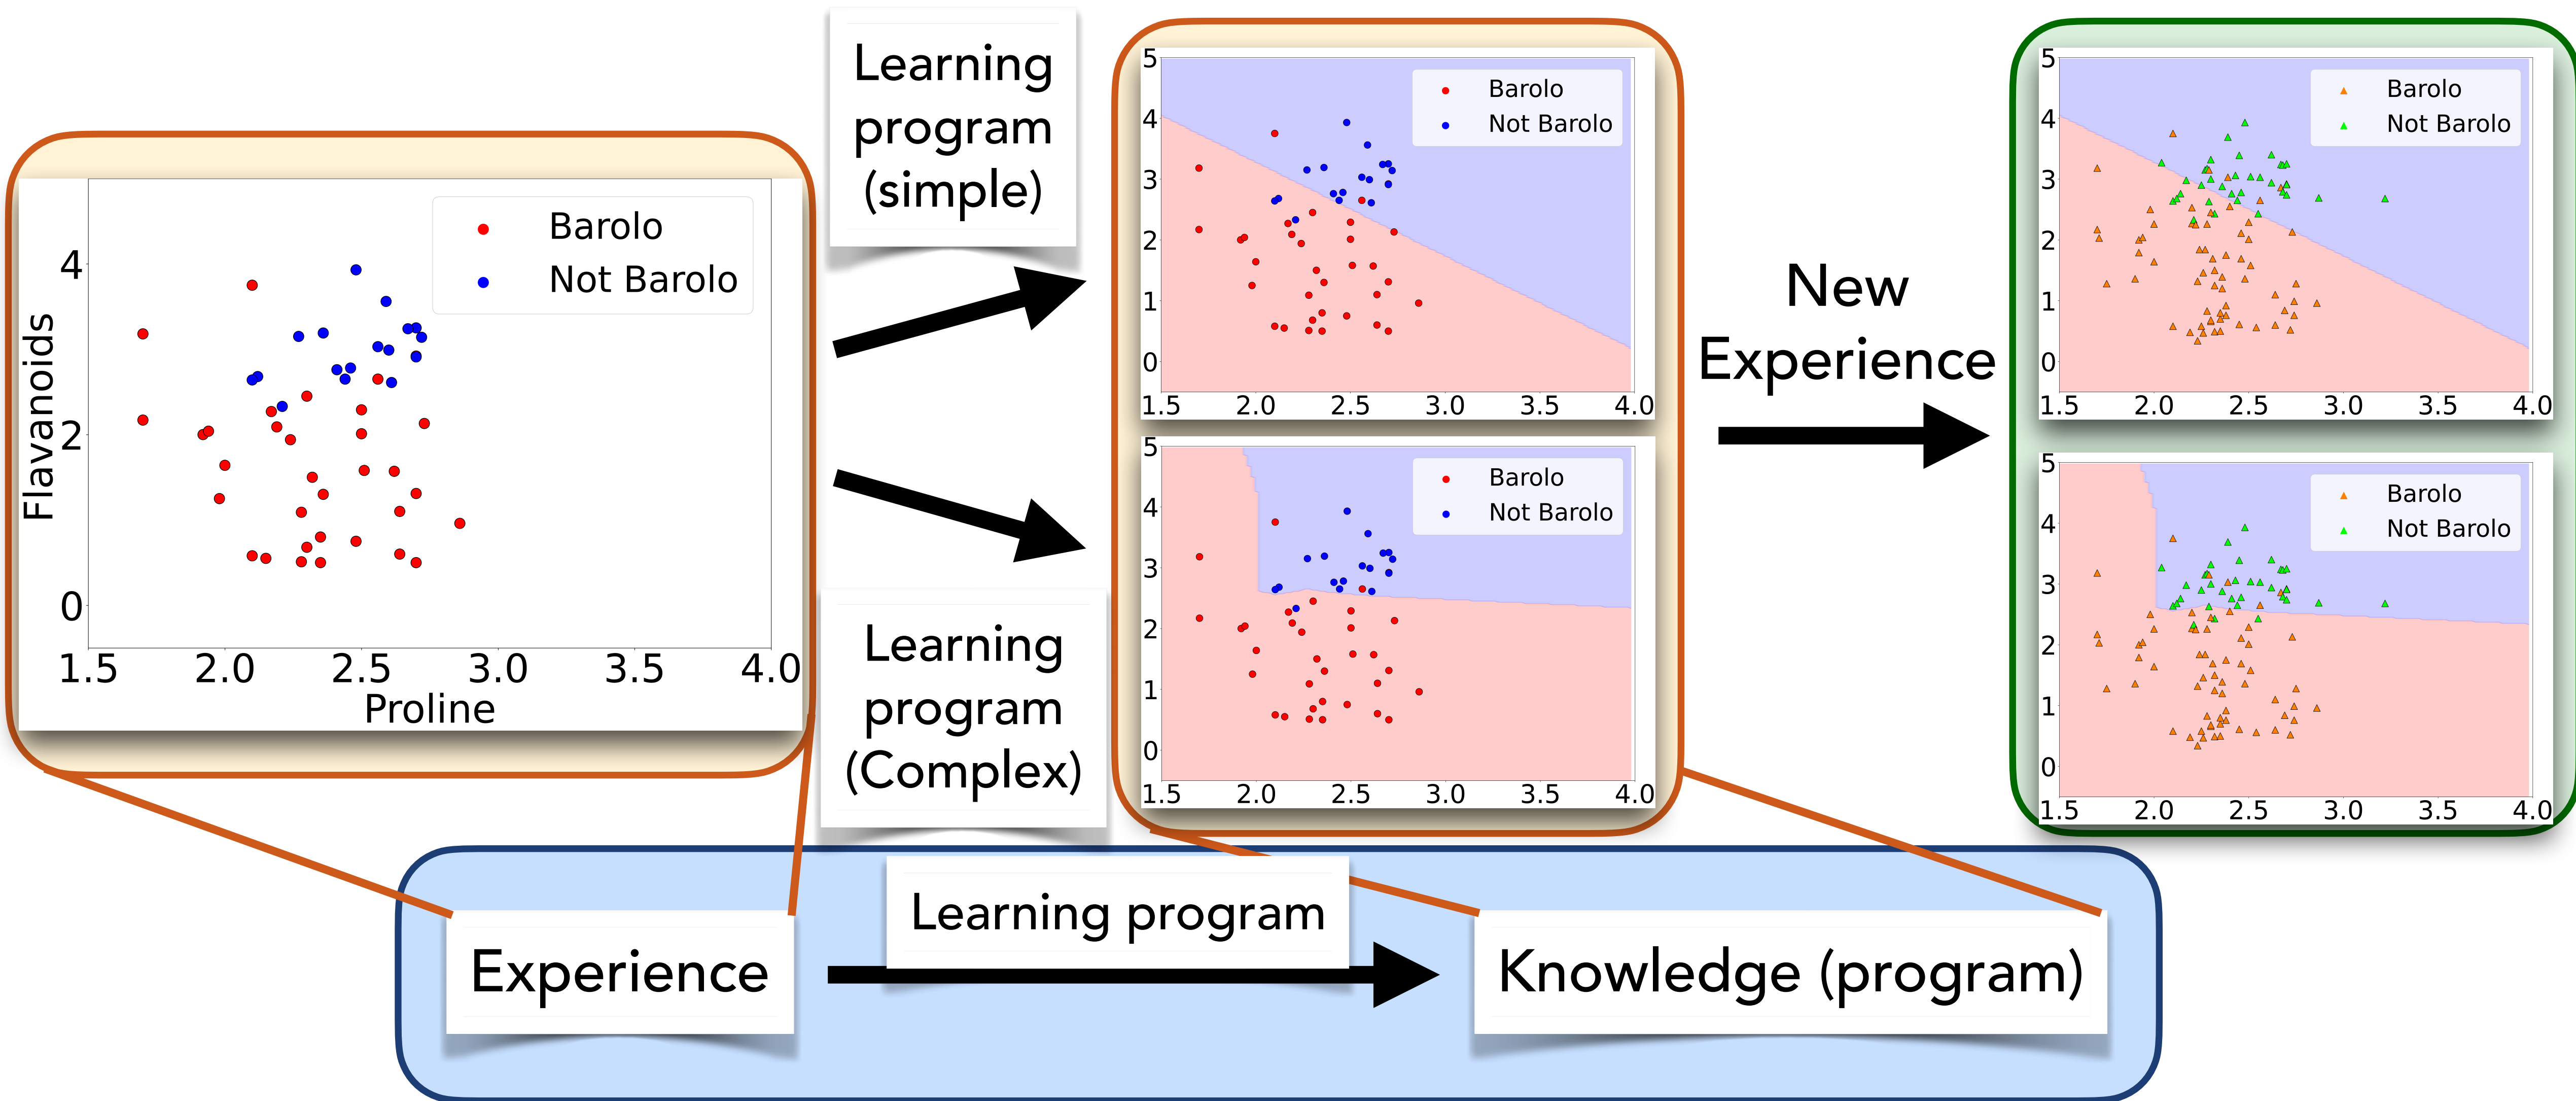 Flavanoids
4
2
0
1.5 2.0 2.5 3.0 3.5 4.0
Proline
Barolo
Not Barolo
Learning
program
(simple)
Learning
program
(Complex)
5
4
3
2
1
0
1.5 2.0 2.5 3.0 3.5 4.0
Barolo
Not Barolo
5
4
3
2
1
0
1.5 2.0 2.5 3.0 3.5 4.0
Barolo
Not Barolo
New
Experience
5
4
3
2
1
0
1.5 2.0 2.5 3.0 3.5 4.0
Barolo
Not Barolo
5
4
3
2
1
0
1.5 2.0 2.5 3.0 3.5 4.0
Barolo
Not Barolo
Experience
Learning program
Knowledge (program)